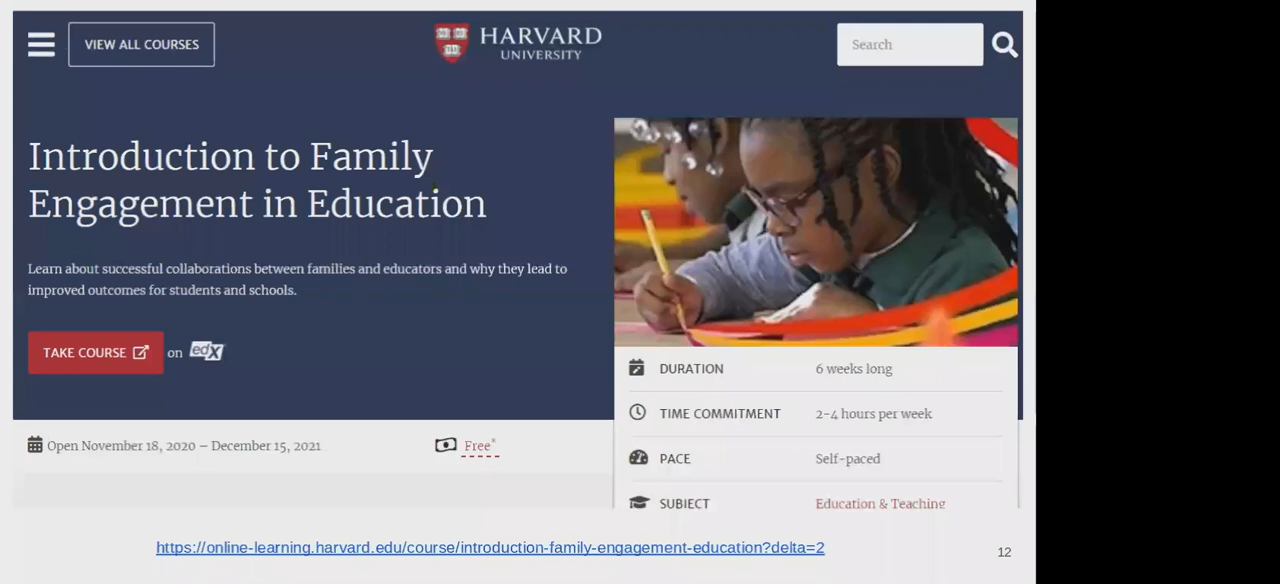 VIEW ALL COURSES
HARVARD
UNIVERSITY
Search
Introduction to Family
Engagement in Education
Learn about successful collaborations between families and educators and why they lead to
improved outcomes for students and schools.
TAKE COURSE on edX
DURATION 6 weeks long
TIME COMMITMENT 2-4 hours per week
PACE Self-paced
SUBJECT Education & Teaching
Open November 18, 2020 – December 15, 2021 Free*
https://online-learning.harvard.edu/course/introduction-family-engagement-education?delta=2
12